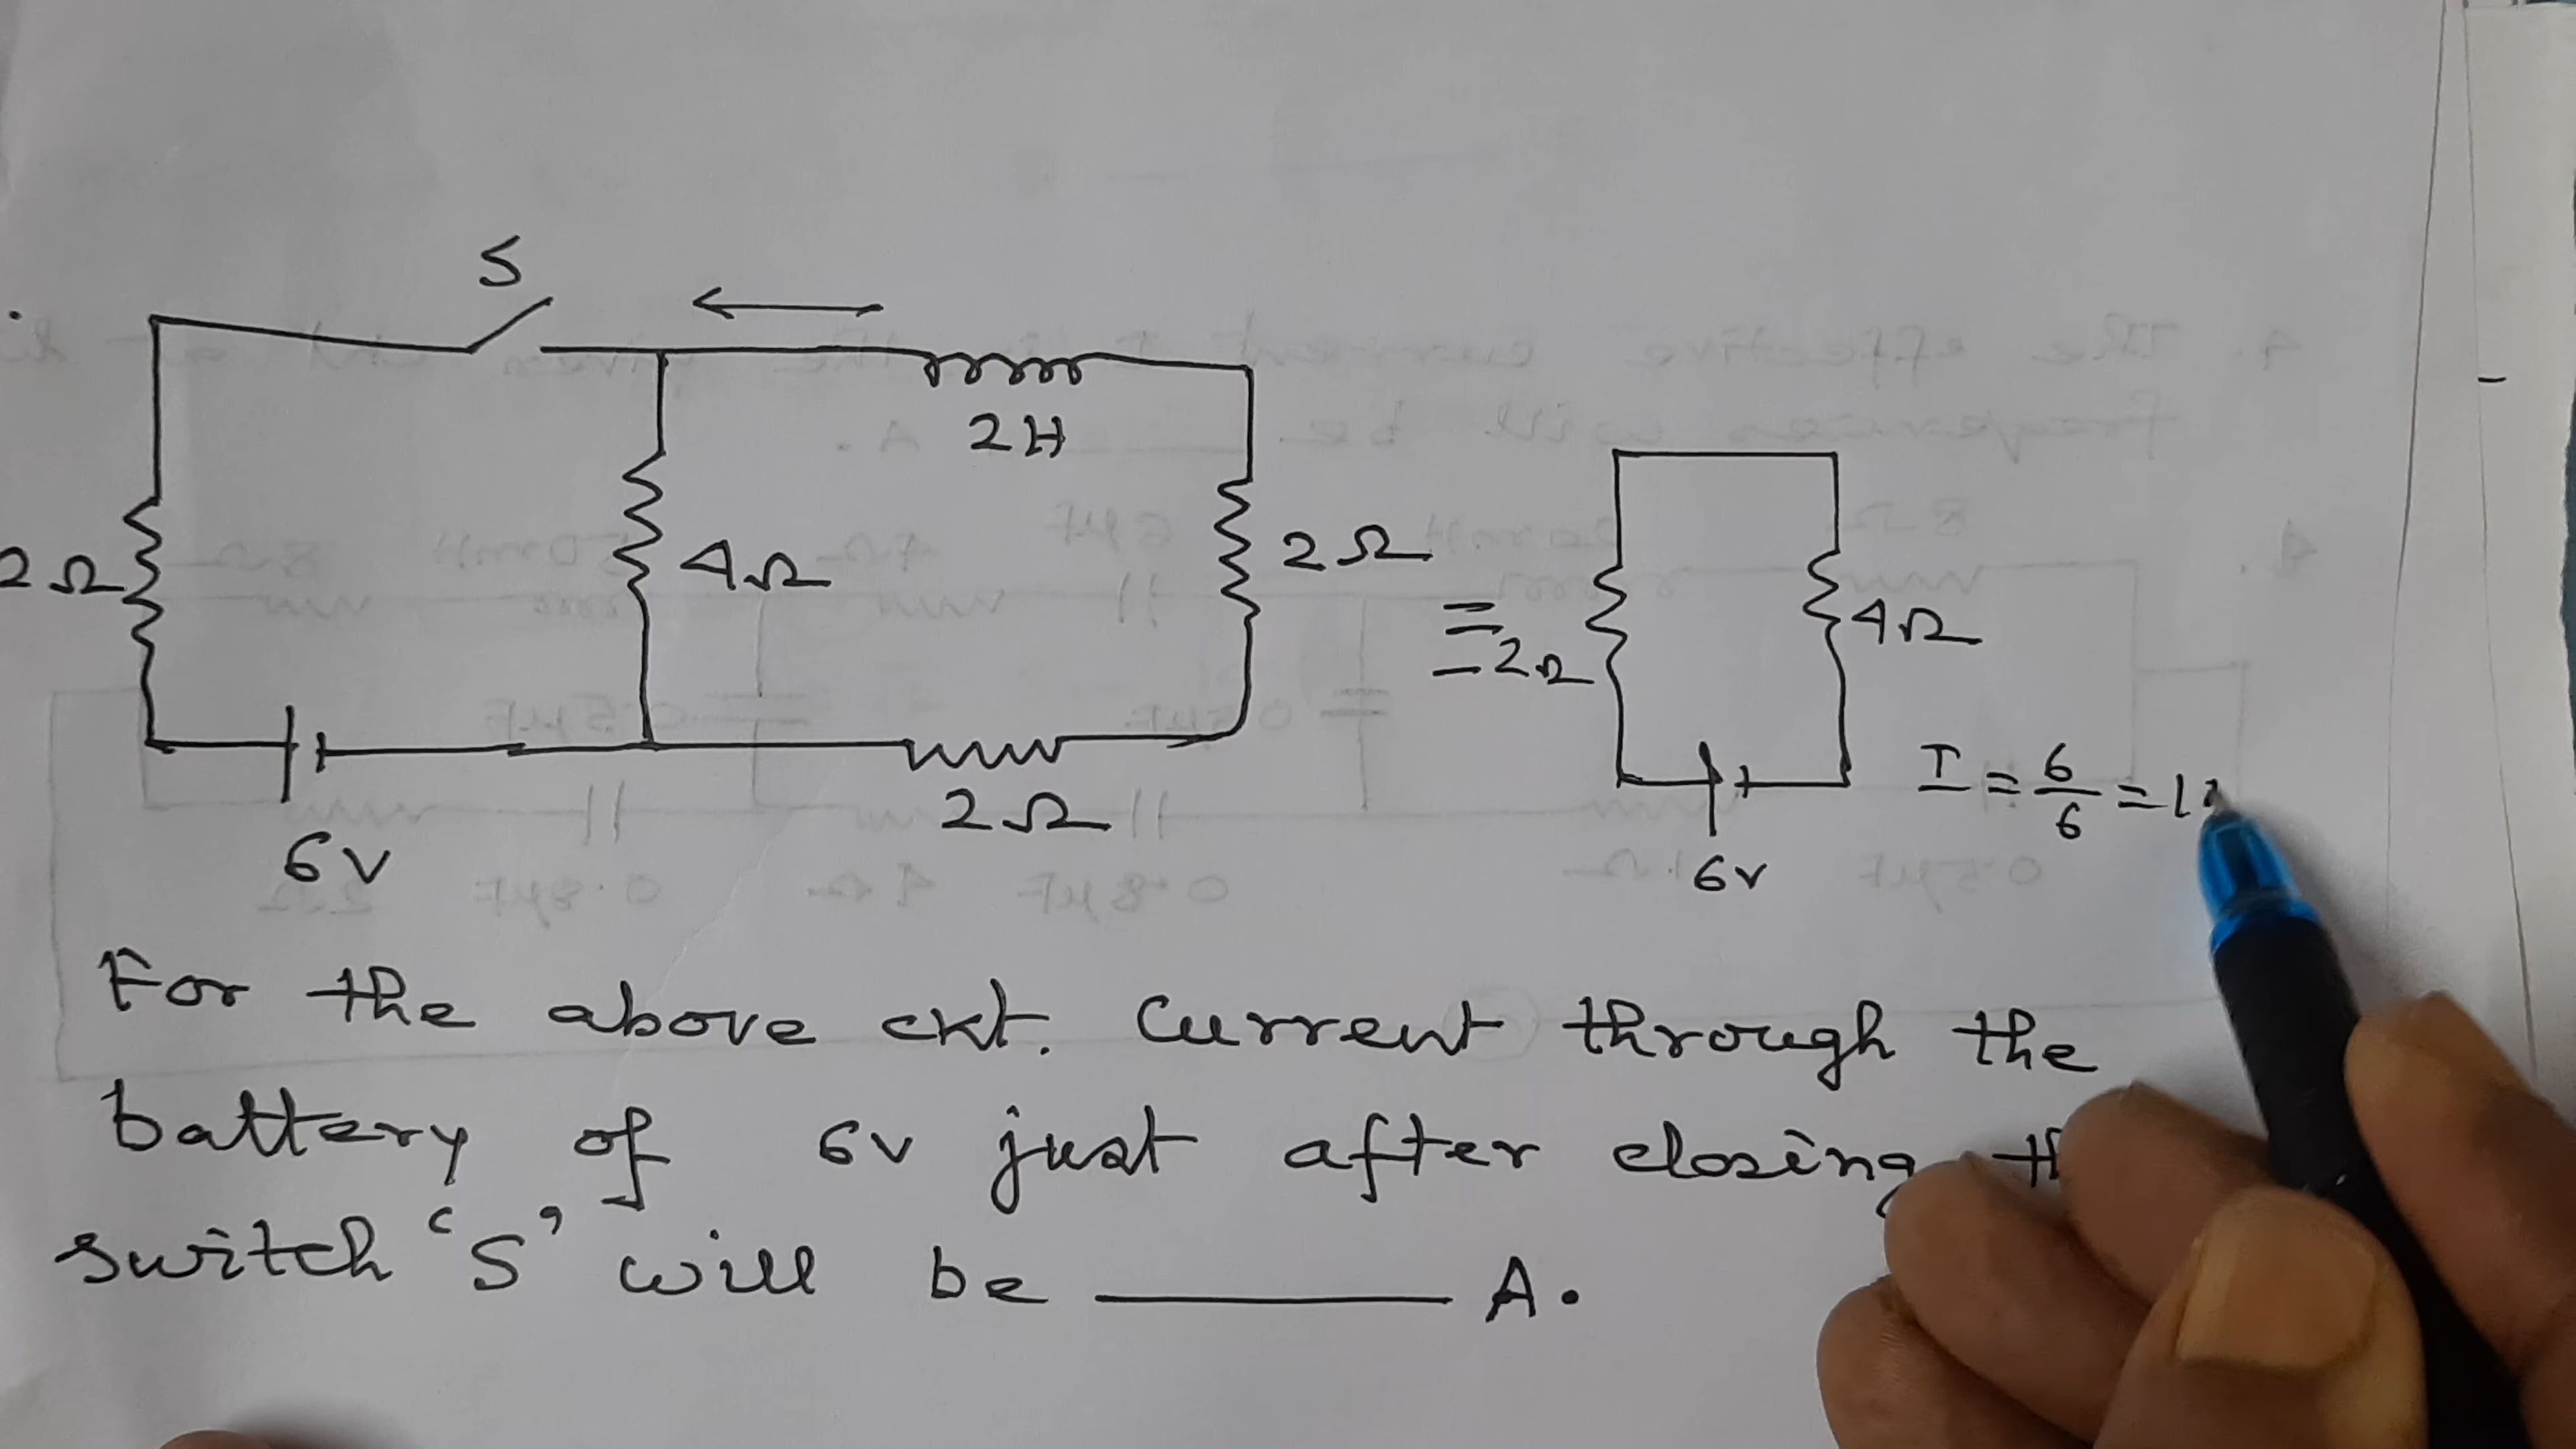 S
2H
2Ω
4Ω
2Ω
6V
2Ω
=2Ω
4Ω
6V
I = 6/6 = 1
For the above ckt. Current through the
battery of 6V just after closing
switch 'S' will be ______ A.